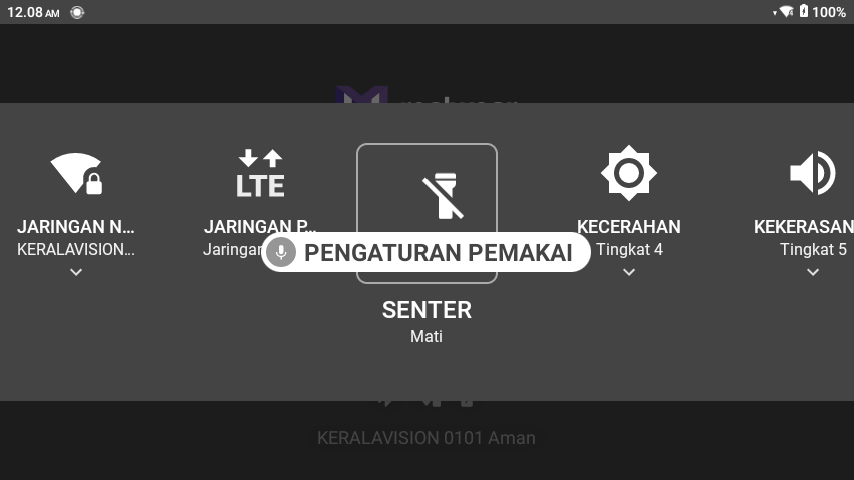 12.08 AM
100%
LTE
JARINGAN N...
KERALAVISION...
JARINGAN P...
Jaringan
PENGATURAN PEMAKAI
SENTER
Mati
KECERAHAN
Tingkat 4
KEKERASAN
Tingkat 5
KERALAVISION 0101 Aman